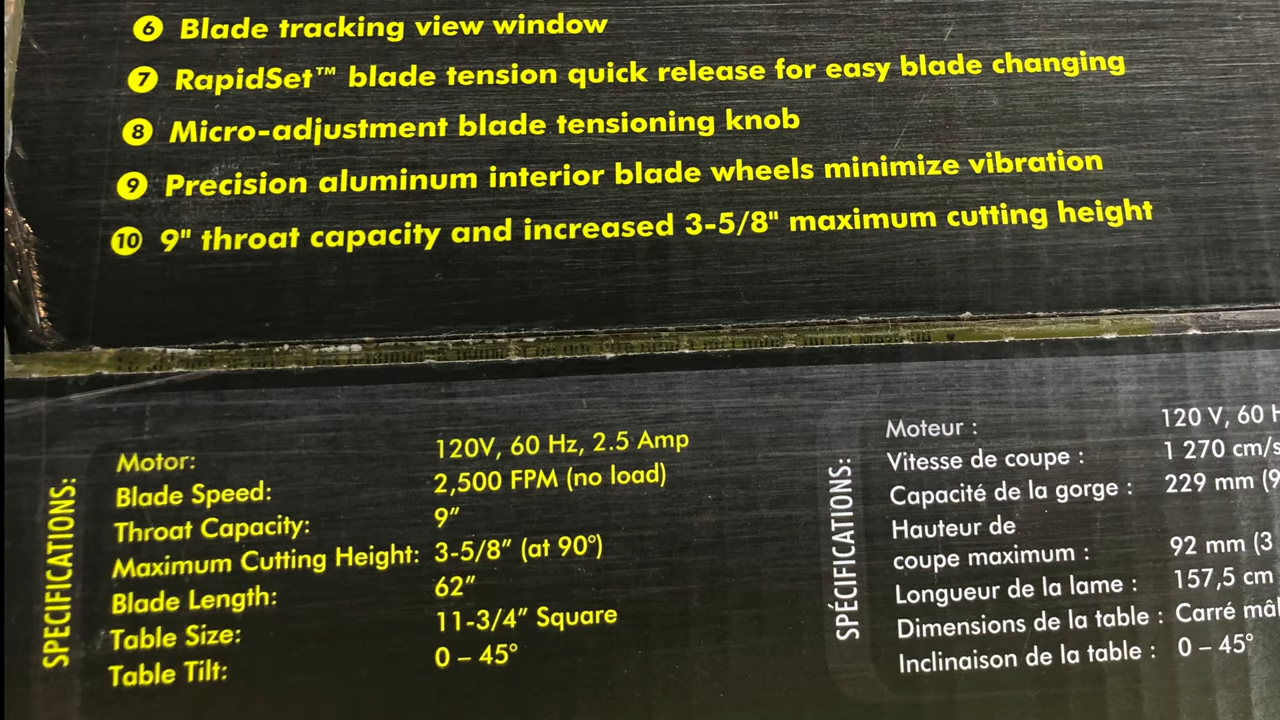 6 Blade tracking view window
7 RapidSet™ blade tension quick release for easy blade changing
8 Micro-adjustment blade tensioning knob
9 Precision aluminum interior blade wheels minimize vibration
10 9" throat capacity and increased 3-5/8" maximum cutting height
SPECIFICATIONS:
Motor: 120V, 60 Hz, 2.5 Amp
Blade Speed: 2,500 FPM (no load)
Throat Capacity: 9"
Maximum Cutting Height: 3-5/8" (at 90°)
Blade Length: 62"
Table Size: 11-3/4" Square
Table Tilt: 0 – 45°
SPÉCIFICATIONS:
Moteur : 120 V, 60 H
Vitesse de coupe : 1 270 cm/s
Capacité de la gorge : 229 mm (9
Hauteur de
coupe maximum : 92 mm (3
Longueur de la lame : 157,5 cm
Dimensions de la table : Carré mâl
Inclinaison de la table : 0 – 45°